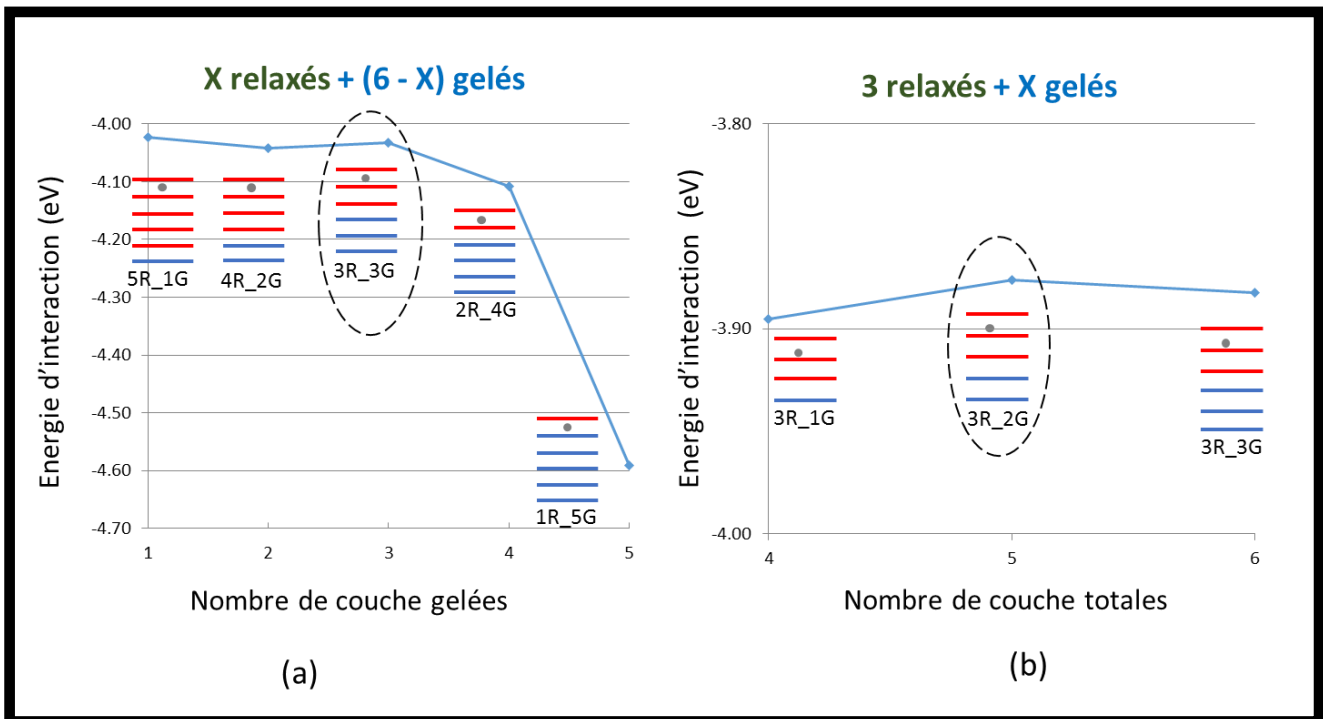 X relaxés + (6 - X) gelés
Energie d'interaction (eV)
-4.00
-4.10
-4.20
-4.30
-4.40
-4.50
-4.60
-4.70
5R_1G
4R_2G
3R_3G
2R_4G
1R_5G
1
2
3
4
5
Nombre de couche gelées
(a)
3 relaxés + X gelés
Energie d'interaction (eV)
-3.80
-3.90
-4.00
3R_1G
3R_2G
3R_3G
4
5
6
Nombre de couche totales
(b)